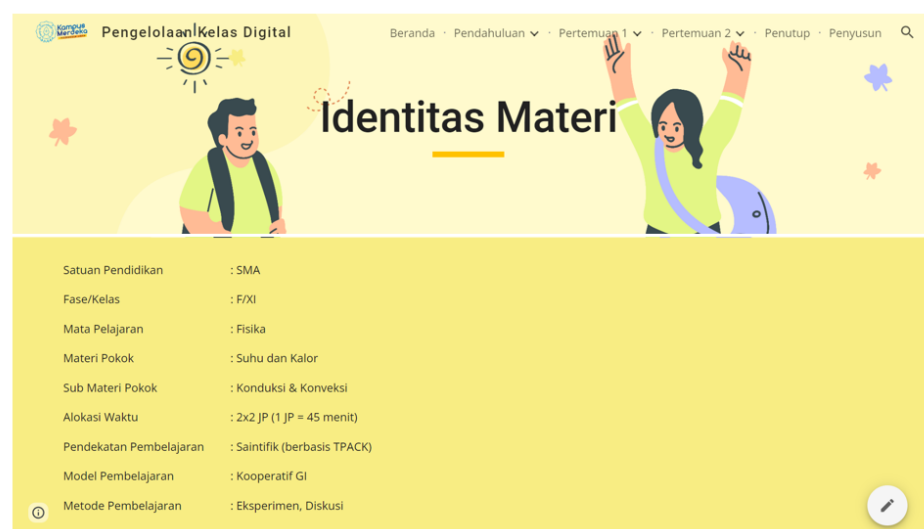 Kampus Merdeka
Pengelolaan Kelas Digital
Beranda · Pendahuluan · Pertemuan 1 · Pertemuan 2 · Penutup · Penyusun
Identitas Materi
Satuan Pendidikan : SMA
Fase/Kelas : F/XI
Mata Pelajaran : Fisika
Materi Pokok : Suhu dan Kalor
Sub Materi Pokok : Konduksi & Konveksi
Alokasi Waktu : 2x2 JP (1 JP = 45 menit)
Pendekatan Pembelajaran : Saintifik (berbasis TPACK)
Model Pembelajaran : Kooperatif GI
Metode Pembelajaran : Eksperimen, Diskusi